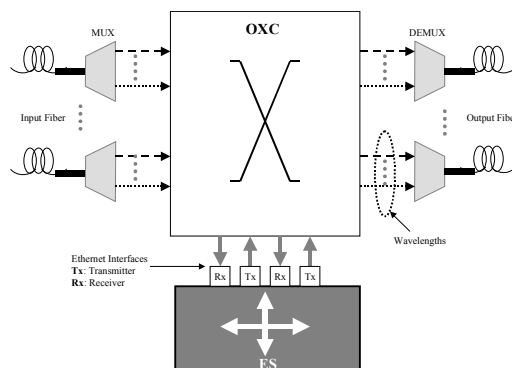 MUX
OXC
DEMUX
Input Fiber
Output Fiber
Wavelengths
Ethernet Interfaces
Tx: Transmitter
Rx: Receiver
Rx
Tx
Rx
Tx
ES